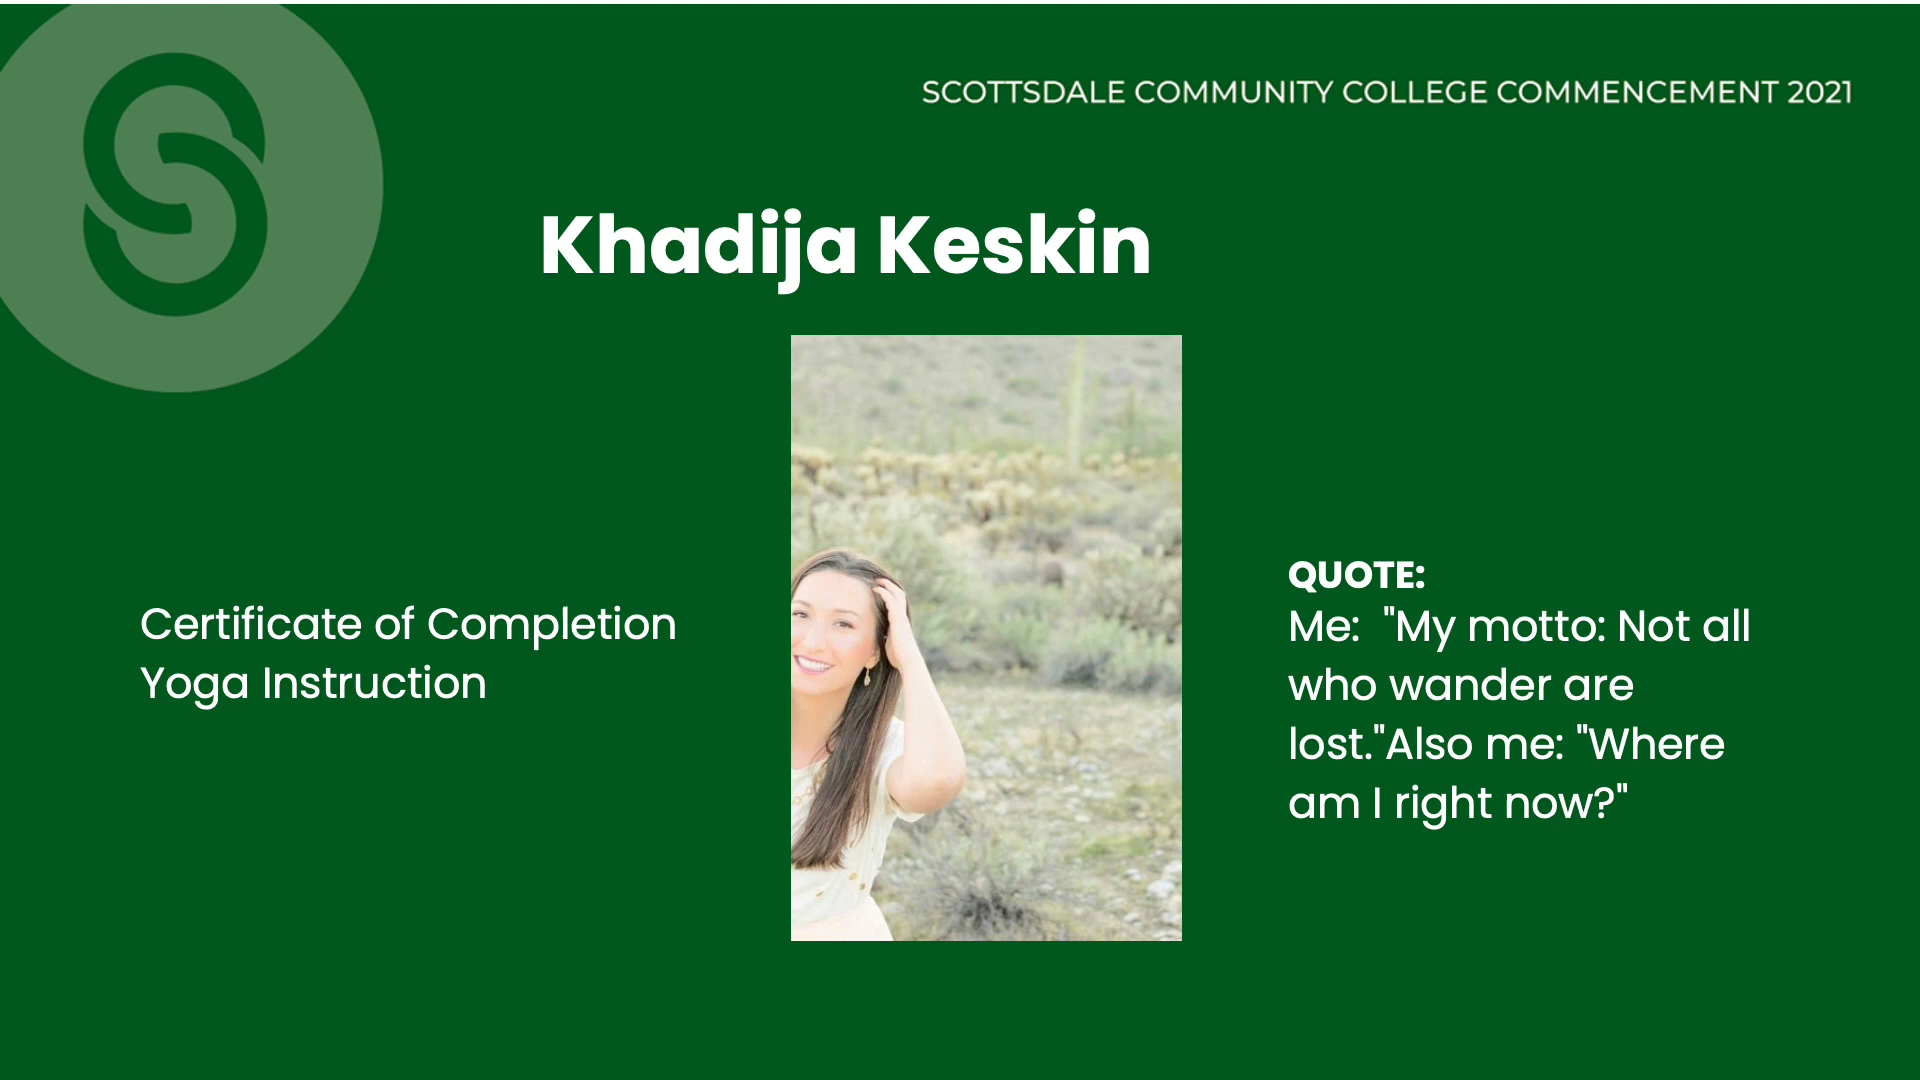 SCOTTSDALE COMMUNITY COLLEGE COMMENCEMENT 2021
Khadija Keskin
Certificate of Completion
Yoga Instruction
QUOTE:
Me:  "My motto: Not all
who wander are
lost."Also me: "Where
am I right now?"